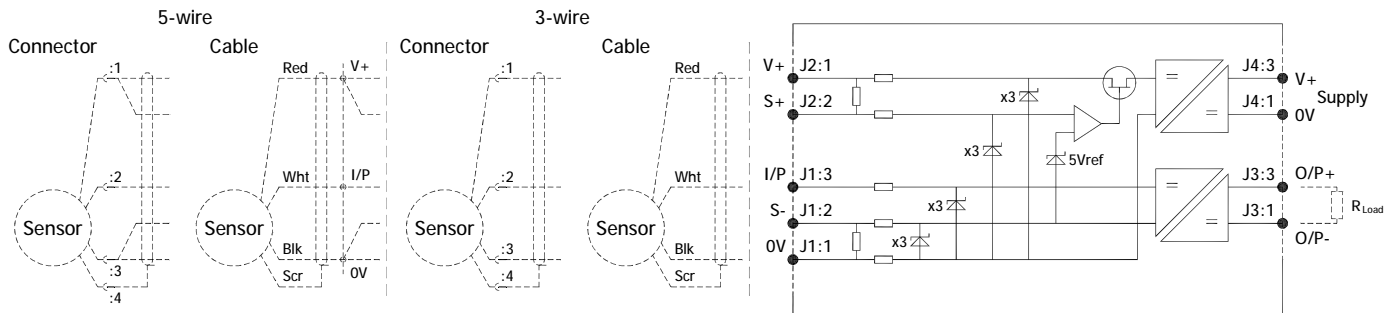 5-wire
3-wire
Connector
Cable
Connector
Cable
:1
Red
V+
:1
Red
:2
Wht
I/P
:2
Wht
Sensor
Sensor
Sensor
Sensor
:3
Blk
0V
:3
Blk
:4
Scr
:4
Scr
V+ J2:1
S+ J2:2
I/P J1:3
S- J1:2
0V J1:1
x3
x3
x3
x3
5Vref
=
=
=
=
J4:3 V+
Supply
J4:1 0V
J3:3 O/P+
RLoad
J3:1 O/P-